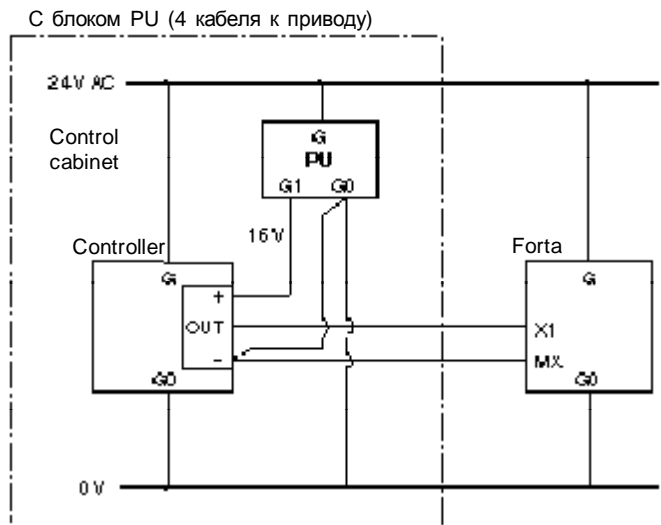 С блоком PU (4 кабеля к приводу)
24V AC
Control
cabinet
G
PU
G1 G0
16V
Controller
Forta
G
G
+
OUT
-
X1
MX
G0
G0
0V